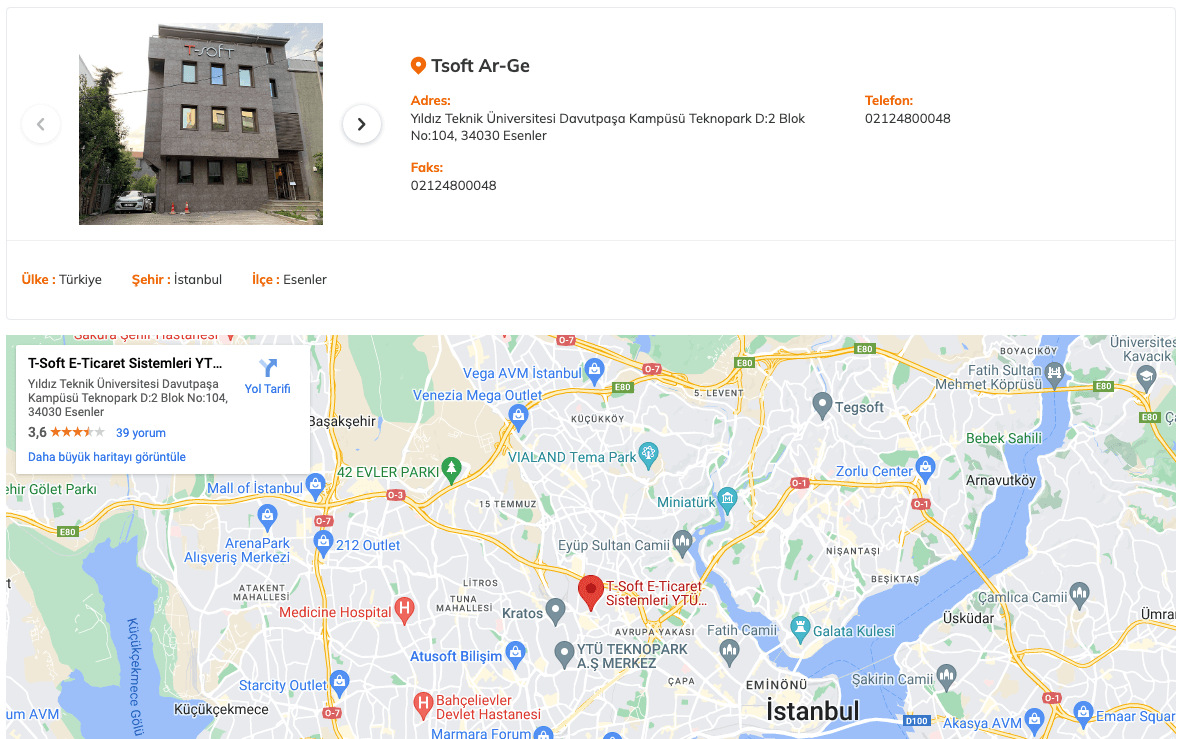 T-SOFT
Tsoft Ar-Ge
Adres:
Yıldız Teknik Üniversitesi Davutpaşa Kampüsü Teknopark D:2 Blok
No:104, 34030 Esenler
Telefon:
02124800048
Faks:
02124800048
Ülke : Türkiye
Şehir : İstanbul
İlçe : Esenler
Sakura Şehir Hastanesi
T-Soft E-Ticaret Sistemleri YT...
Yıldız Teknik Üniversitesi Davutpaşa
Kampüsü Teknopark D:2 Blok No:104,
34030 Esenler
Yol Tarifi
3,6
39 yorum
Daha büyük haritayı görüntüle
O-7
E80
BOYACIKÖY
Üniversites
Kavacık
Vega AVM İstanbul
O-7
E80
Fatih Sultan
Mehmet Köprüsü
E80
E80
Venezia Mega Outlet
5. LEVENT
Tegsoft
E80
Başakşehir
KÜÇÜKKÖY
Bebek Sahili
VIALAND Tema Park
42 EVLER PARKI
Zorlu Center
Arnavutköy
ehir Gölet Parkı
Mall of İstanbul
O-3
O-1
15 TEMMUZ
Miniatürk
O-1
O-7
E80
ArenaPark
Alışveriş Merkezi
212 Outlet
Eyüp Sultan Camii
NİŞANTAŞI
LİTROS
BEŞİKTAŞ
ATAKENT
MAHALLESİ
T-Soft E-Ticaret
Sistemleri YTÜ...
Çamlıca Camii
TUNA
MAHALLESİ
Medicine Hospital
Kratos
Ümra
Üsküdar
AVRUPA YAKASI
Fatih Camii
Galata Kulesi
YTÜ TEKNOPARK
A.Ş MERKEZ
Atusoft Bilişim
Küçükçekmece Gölü
ÇAPA
EMİNÖNÜ
Şakirin Camii
Starcity Outlet
O-7
Küçükçekmece
Bahçelievler
Devlet Hastanesi
İstanbul
O-1
um AVM
D100
Akasya AVM
Emaar Squar
Marmara Forum